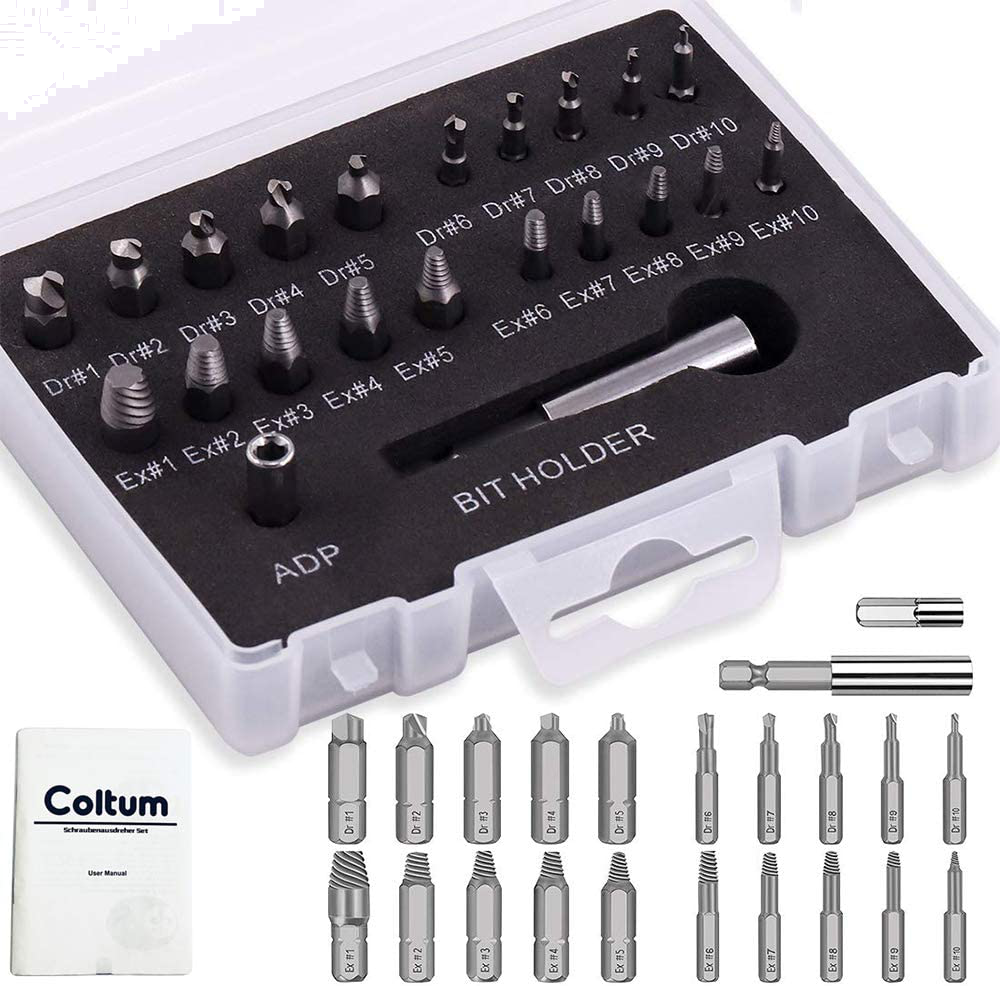 Dr#1 Dr#2 Dr#3 Dr#4 Dr#5 Dr#6 Dr#7 Dr#8 Dr#9 Dr#10
Ex#1 Ex#2 Ex#3 Ex#4 Ex#5 Ex#6 Ex#7 Ex#8 Ex#9 Ex#10
ADP
BIT HOLDER
Coltum
Schraubenausdreher Set
User Manual
Dr #1 Dr #2 Dr #3 Dr #4 Dr #5 Dr #6 Dr #7 Dr #8 Dr #9 Dr #10
Ex #1 Ex #2 Ex #3 Ex #4 Ex #5 Ex #6 Ex #7 Ex #8 Ex #9 Ex #10